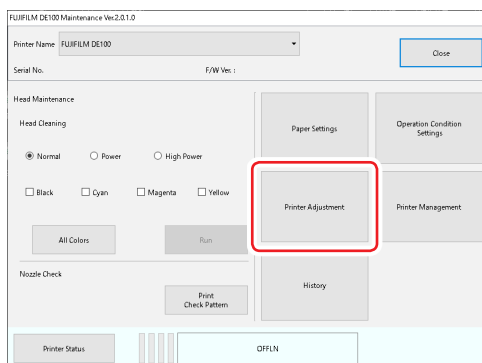 FUJIFILM DE100 Maintenance Ver.2.0.1.0
Printer Name FUJIFILM DE100
Close
Serial No. F/W Ver. :
Head Maintenance
Head Cleaning
Normal Power High Power
Black Cyan Magenta Yellow
All Colors Run
Nozzle Check
Print
Check Pattern
Paper Settings
Operation Condition
Settings
Printer Adjustment
Printer Management
History
Printer Status
OFFLN